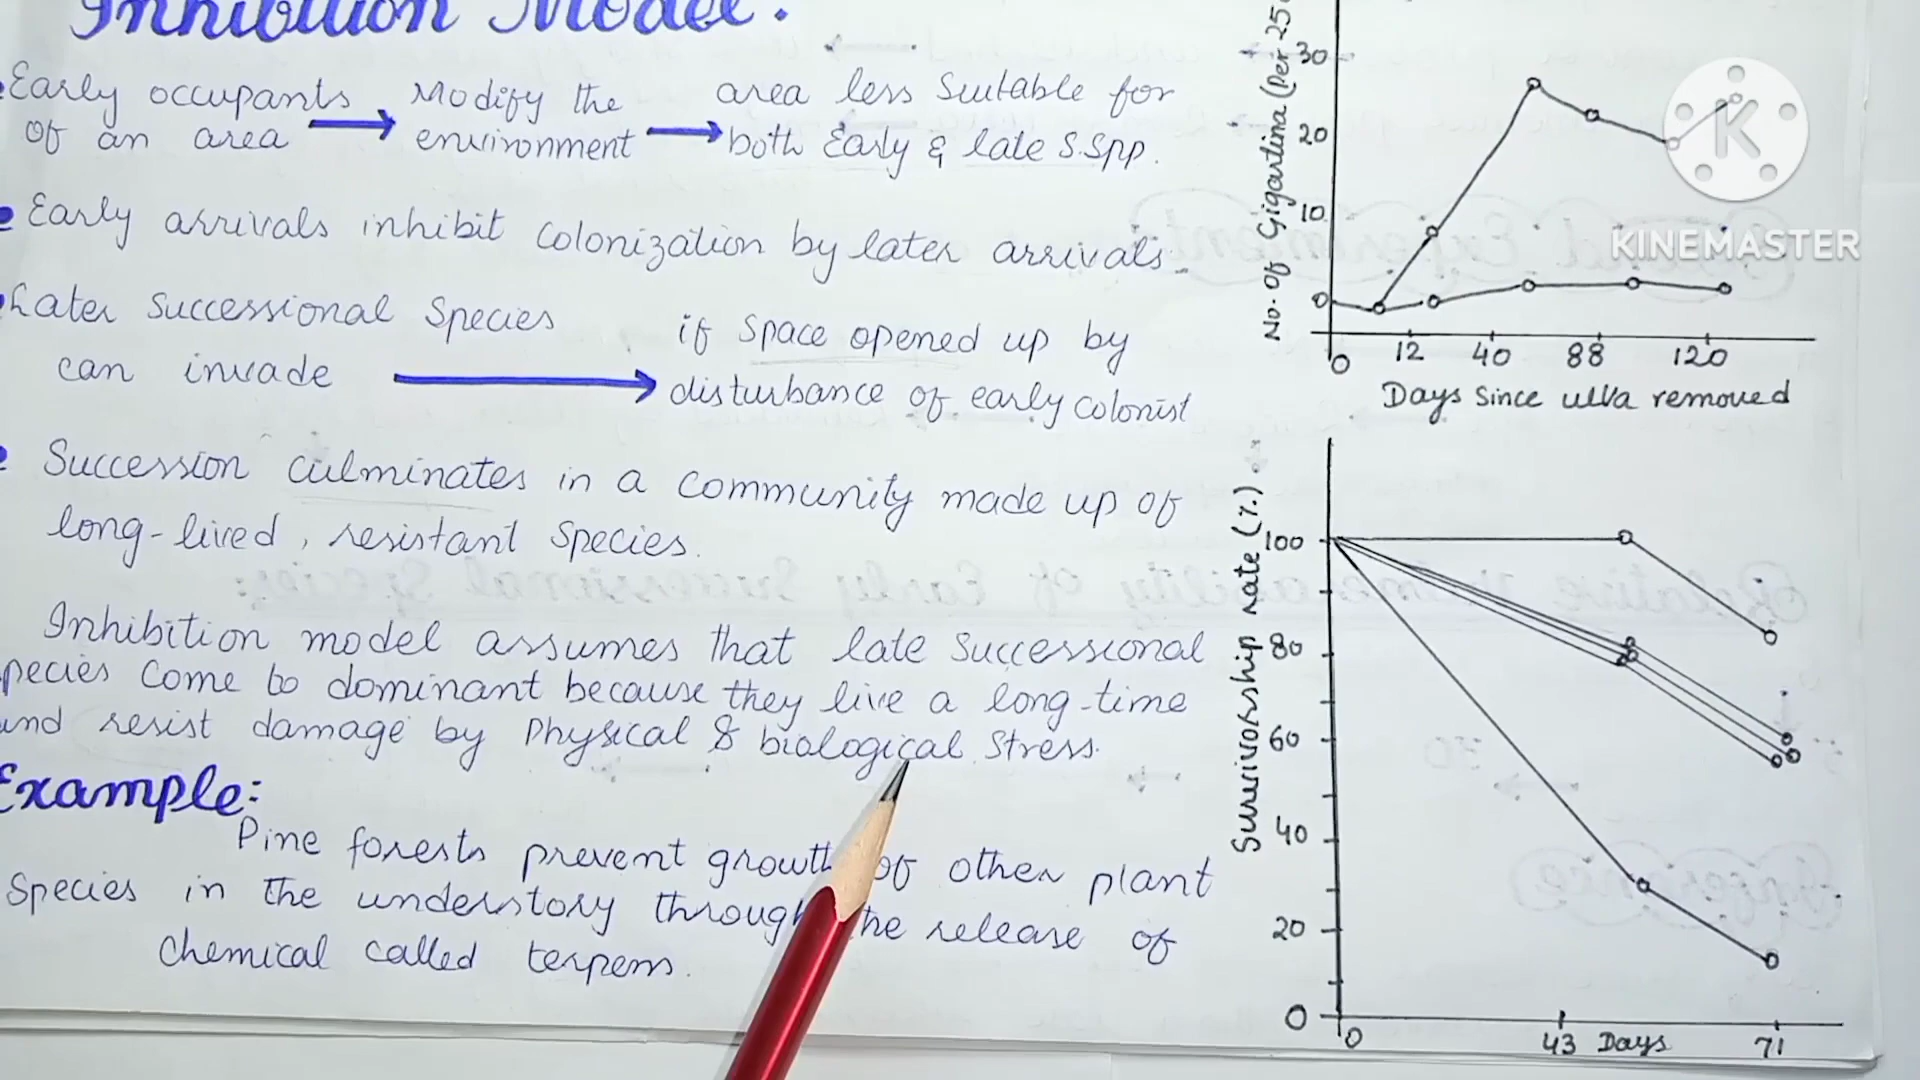 Inhibition Model:
Early occupants → Modify the → area less suitable for
Of an area environment both Early & late S.Spp.
Early arrivals inhibit colonization by later arrivals.
Later successional Species if space opened up by
can invade → disturbance of early colonist
Succession culminates in a community made up of
long-lived, resistant species.
Inhibition model assumes that late successional
species come to dominant because they live a long-time
and resist damage by Physical & biological stress.
Example:
Pine forests prevent growth of other plant
Species in the understory through the release of
chemical called terpens.
No. of Gigartina (Per 25
30
20
10
0
0 12 40 88 120
Days since ulva removed
KINEMASTER
Survivorship rate (%)
100
80
60
40
20
0
0 43 Days 71